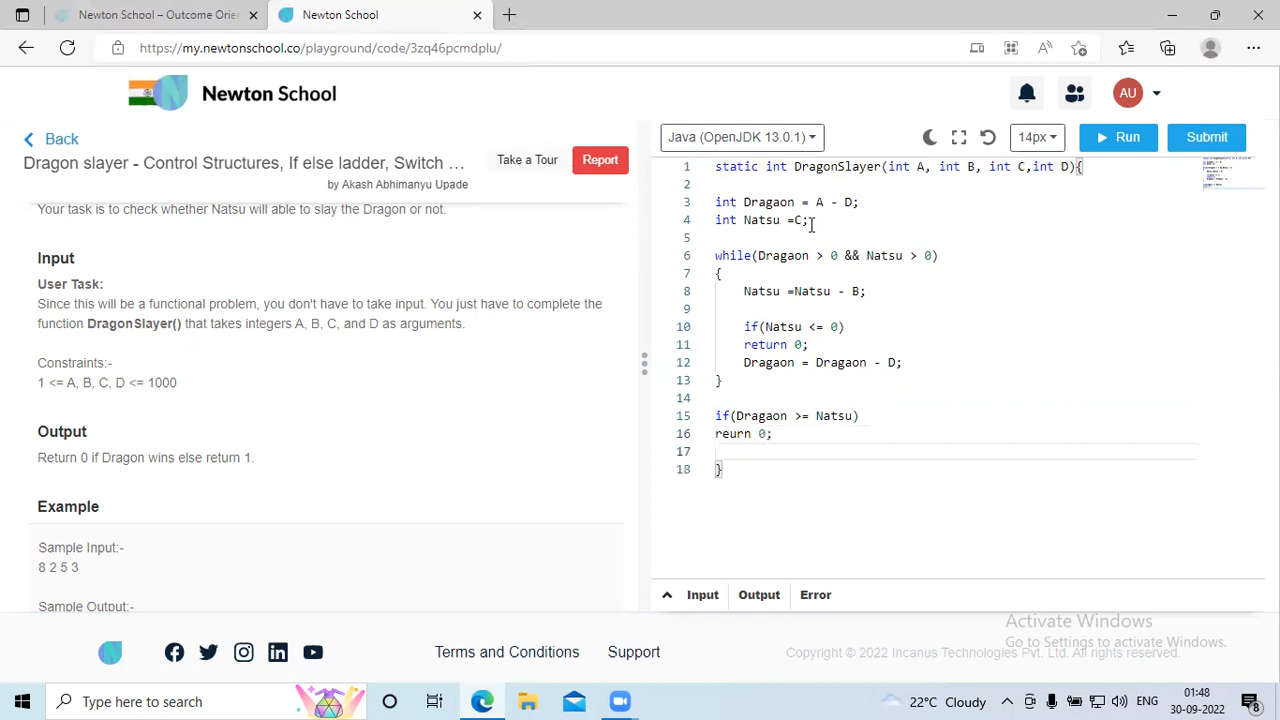 Newton School – Outcome Orie
Newton School
https://my.newtonschool.co/playground/code/3zq46pcmdplu/
Newton School
AU
Back
Dragon slayer - Control Structures, If else ladder, Switch ...
by Akash Abhimanyu Upade
Take a Tour
Report
Your task is to check whether Natsu will able to slay the Dragon or not.
Input
User Task:
Since this will be a functional problem, you don't have to take input. You just have to complete the
function DragonSlayer() that takes integers A, B, C, and D as arguments.
Constraints:-
1 <= A, B, C, D <= 1000
Output
Return 0 if Dragon wins else return 1.
Example
Sample Input:-
8 2 5 3
Sample Output:-
Java (OpenJDK 13.0.1)
14px
Run
Submit
1 static int DragonSlayer(int A, int B, int C,int D){
2
3 int Dragaon = A - D;
4 int Natsu =C;
5
6 while(Dragaon > 0 && Natsu > 0)
7 {
8 Natsu =Natsu - B;
9
10 if(Natsu <= 0)
11 return 0;
12 Dragaon = Dragaon - D;
13 }
14
15 if(Dragaon >= Natsu)
16 reurn 0;
17
18 }
Input
Output
Error
Activate Windows
Go to Settings to activate Windows.
Terms and Conditions
Support
Copyright © 2022 Incanus Technologies Pvt. Ltd. All rights reserved.
Type here to search
22°C Cloudy
ENG
01:48
30-09-2022
8